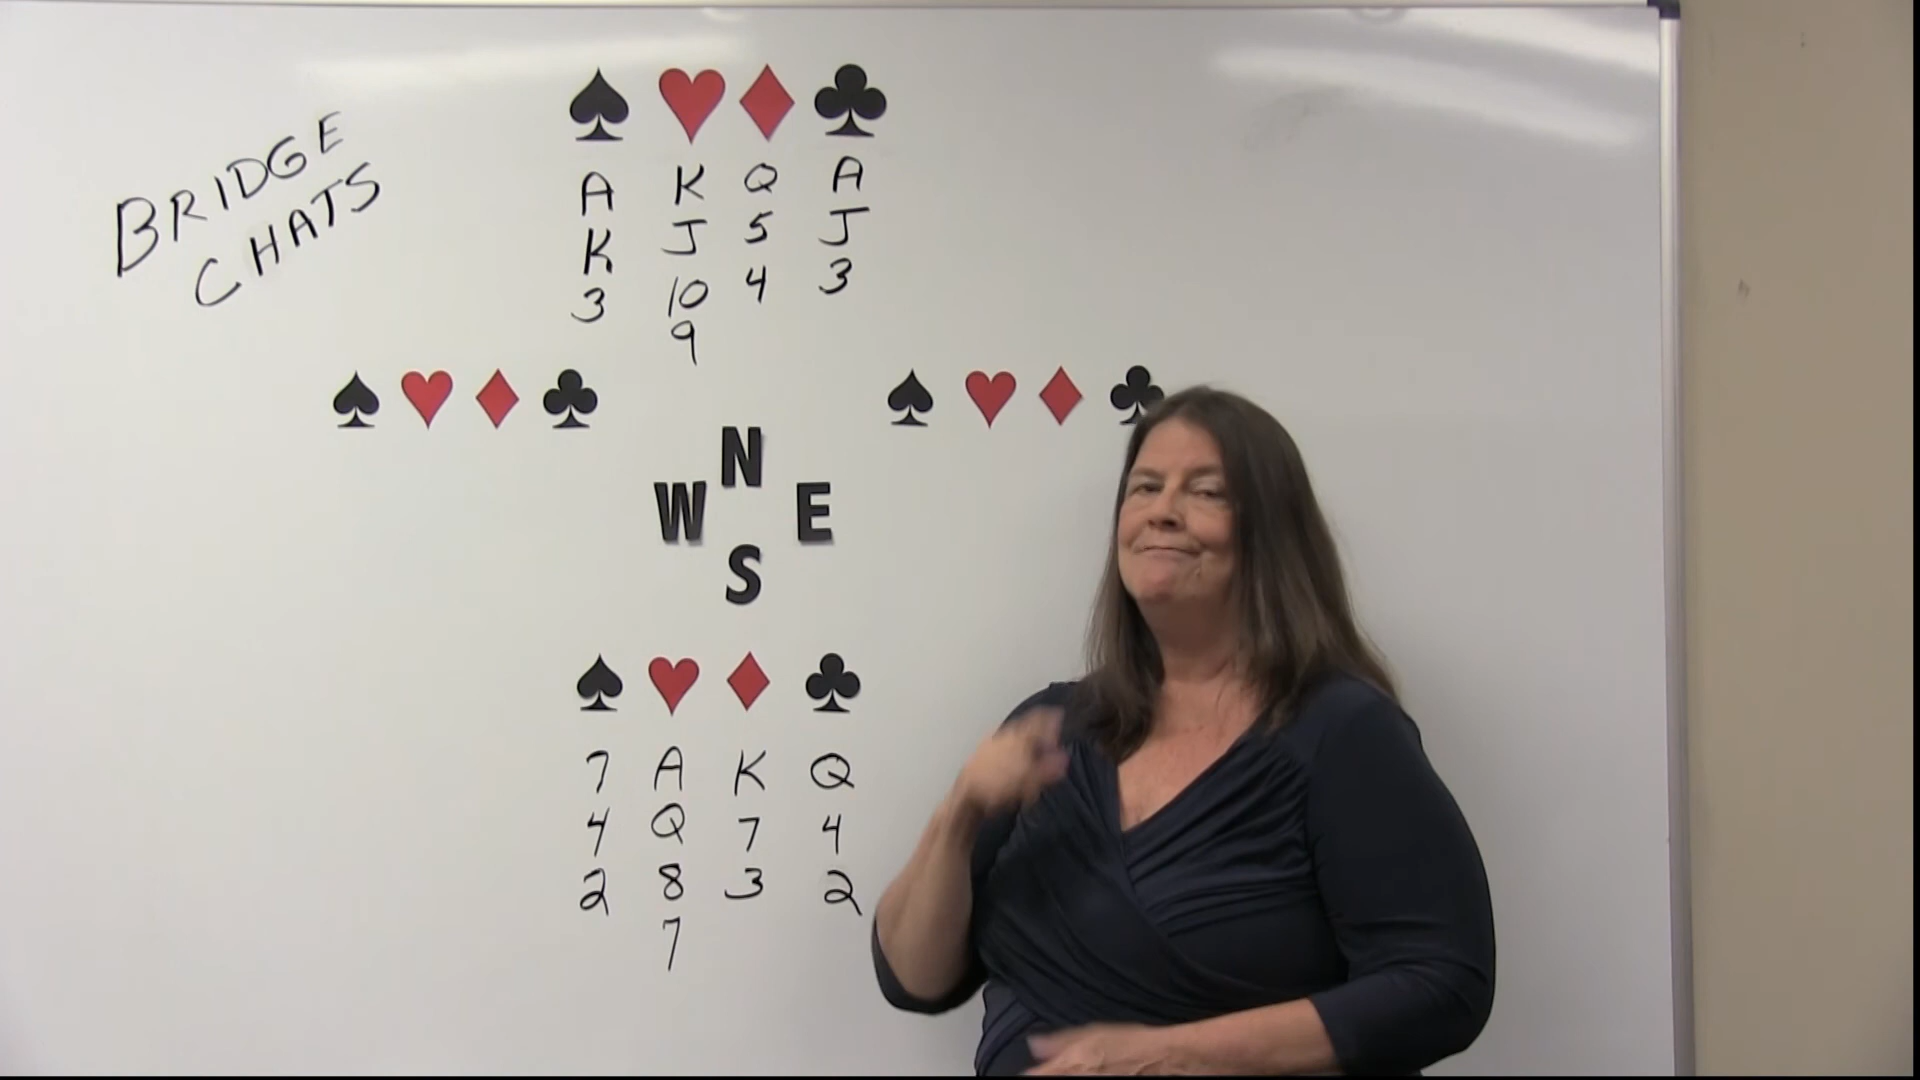 BRIDGE
CHATS
♠ ♥ ♦ ♣
A K Q A
K J 5 J
3 10 4 3
9
♠ ♥ ♦ ♣ ♠ ♥ ♦ ♣
N
W E
S
♠ ♥ ♦ ♣
7 A K Q
4 Q 7 4
2 8 3 2
7